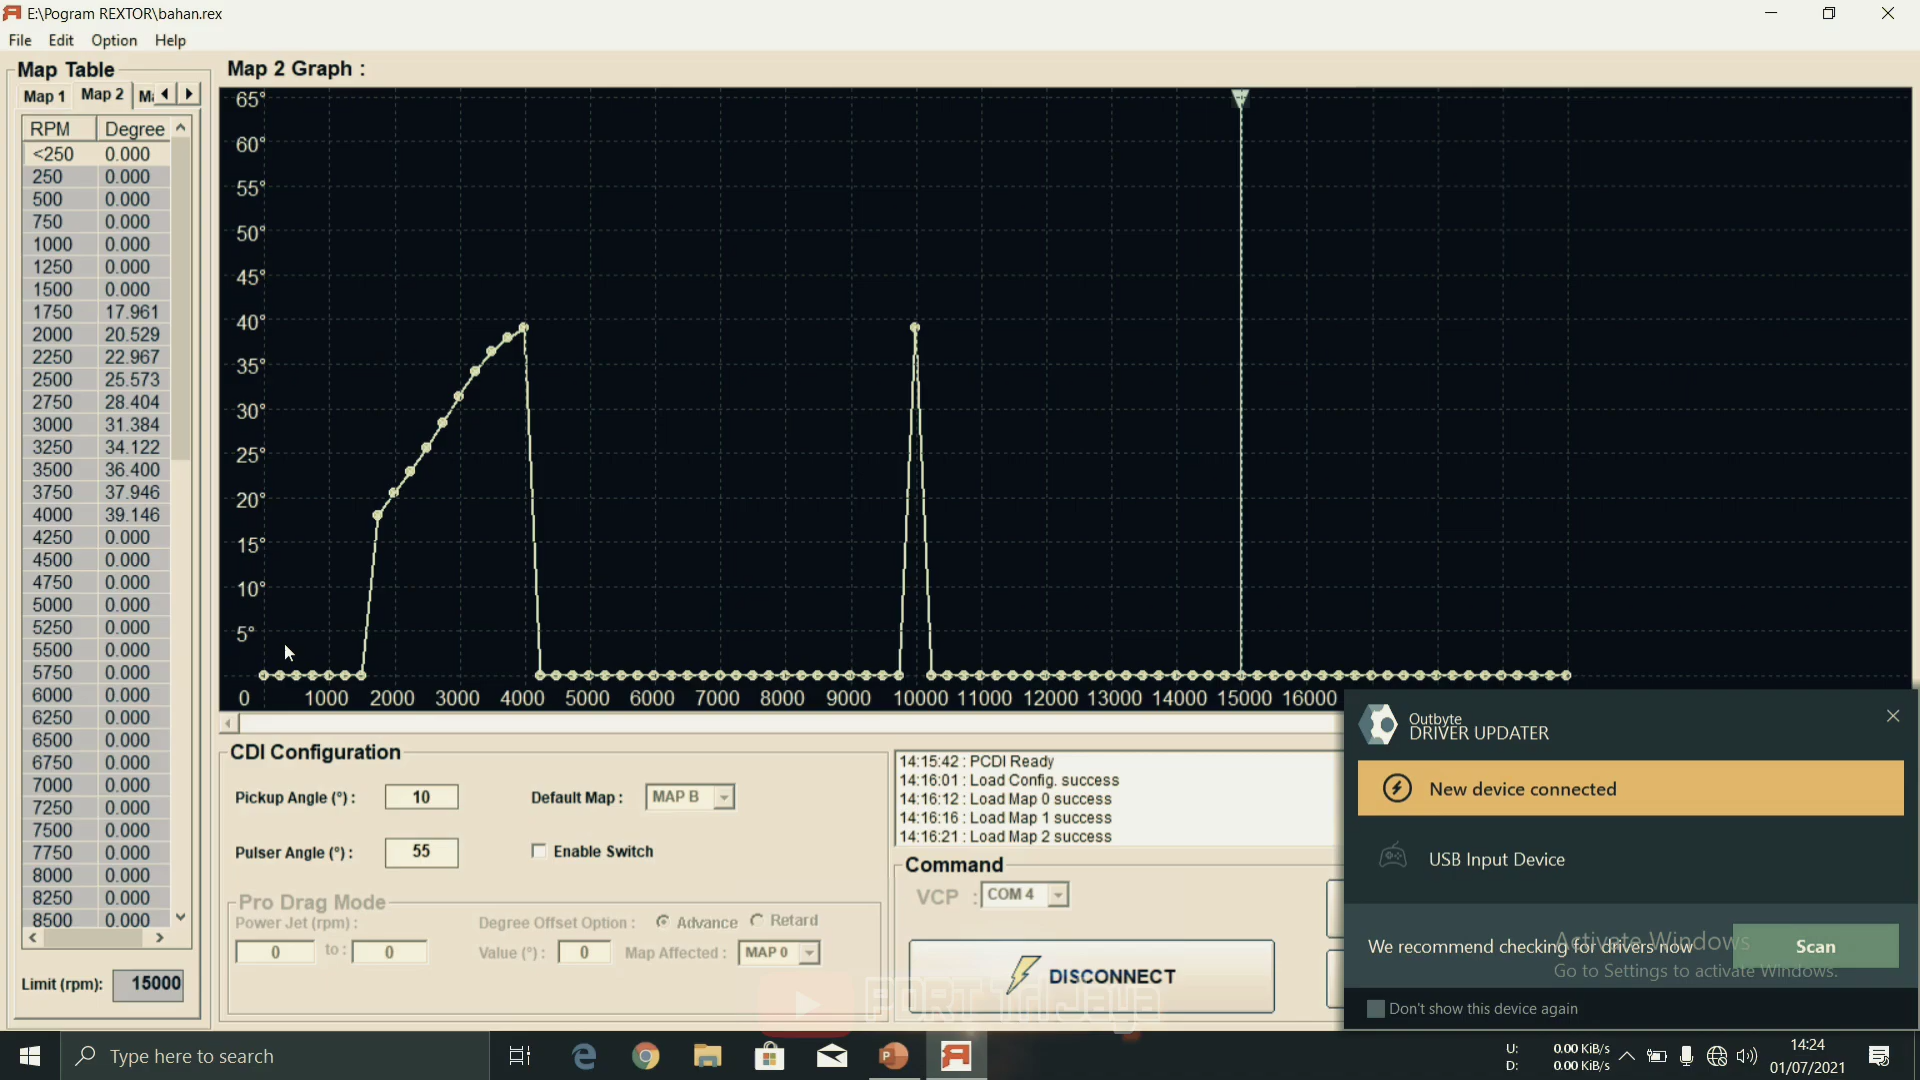 E:\Pogram REXTOR\bahan.rex
File Edit Option Help
Map Table
Map 1 Map 2
RPM Degree
<250 0.000
250 0.000
500 0.000
750 0.000
1000 0.000
1250 0.000
1500 0.000
1750 17.961
2000 20.529
2250 22.967
2500 25.573
2750 28.404
3000 31.384
3250 34.122
3500 36.400
3750 37.946
4000 39.146
4250 0.000
4500 0.000
4750 0.000
5000 0.000
5250 0.000
5500 0.000
5750 0.000
6000 0.000
6250 0.000
6500 0.000
6750 0.000
7000 0.000
7250 0.000
7500 0.000
7750 0.000
8000 0.000
8250 0.000
8500 0.000
Limit (rpm): 15000
Map 2 Graph :
65°
60°
55°
50°
45°
40°
35°
30°
25°
20°
15°
10°
5°
0 1000 2000 3000 4000 5000 6000 7000 8000 9000 10000 11000 12000 13000 14000 15000 16000
CDI Configuration
Pickup Angle (°) : 10 Default Map : MAP B
Pulser Angle (°) : 55 Enable Switch
Pro Drag Mode
Power Jet (rpm) : Degree Offset Option : Advance Retard
0 to : 0 Value (°) : 0 Map Affected : MAP 0
14:15:42 : PCDI Ready
14:16:01 : Load Config. success
14:16:12 : Load Map 0 success
14:16:16 : Load Map 1 success
14:16:21 : Load Map 2 success
Command
VCP : COM 4
DISCONNECT
PORT TriJaya
Outbyte
DRIVER UPDATER
New device connected
USB Input Device
We recommend checking for drivers now
Scan
Activate Windows
Go to Settings to activate Windows.
Don't show this device again
Type here to search
U: 0.00 KiB/s
D: 0.00 KiB/s
14:24
01/07/2021